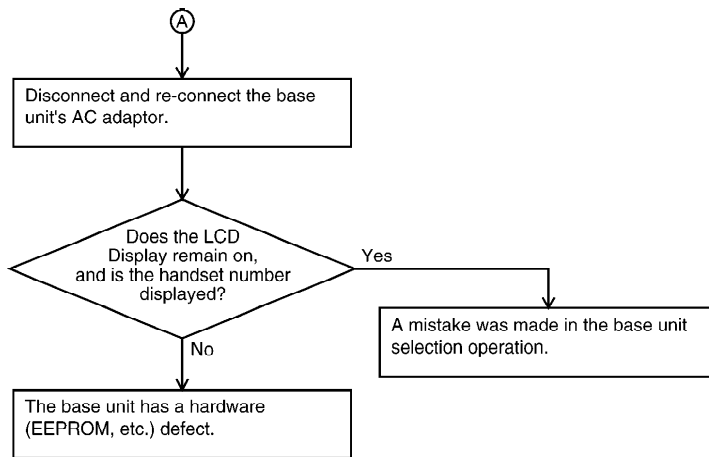 A
Disconnect and re-connect the base
unit's AC adaptor.
Does the LCD
Display remain on,
and is the handset number
displayed?
Yes
A mistake was made in the base unit
selection operation.
No
The base unit has a hardware
(EEPROM, etc.) defect.